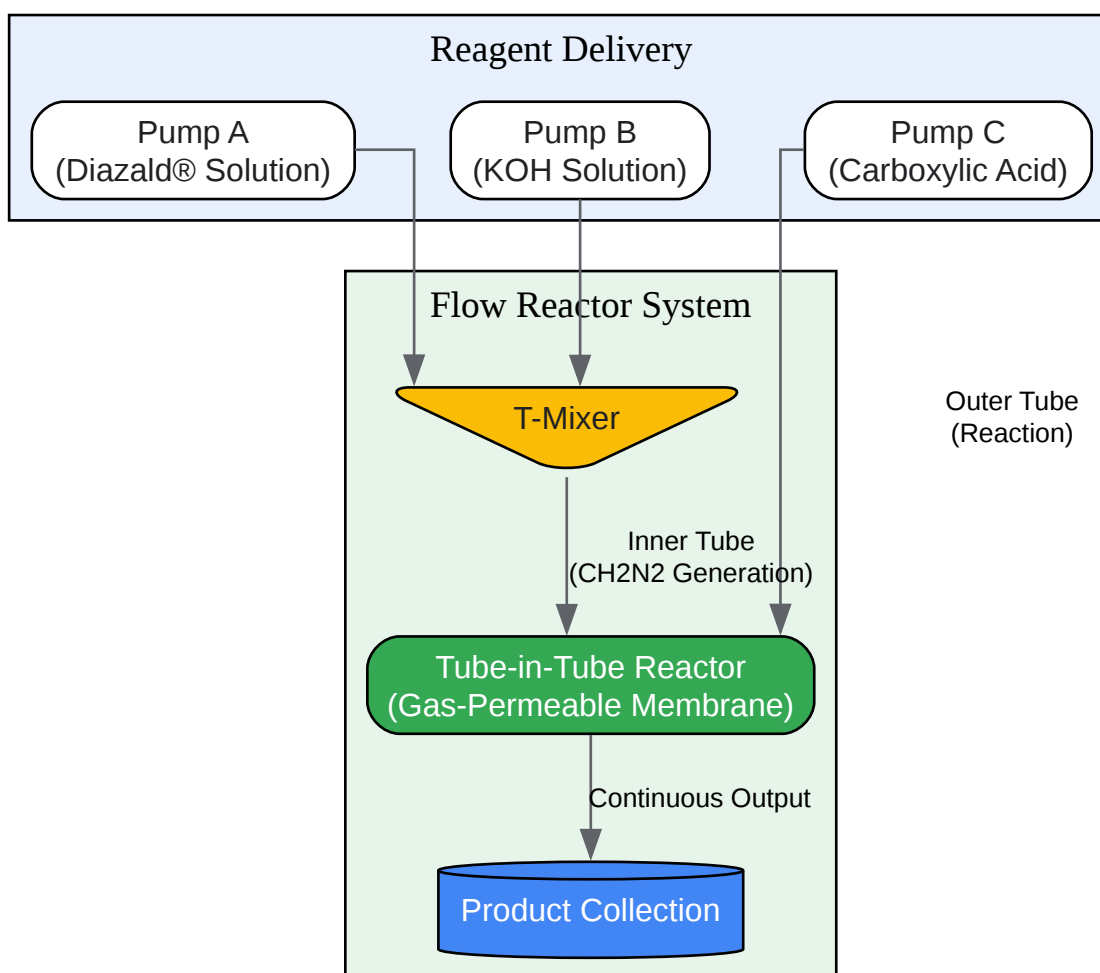 Reagent Delivery
Pump A
(Diazald® Solution)
Pump B
(KOH Solution)
Pump C
(Carboxylic Acid)
Flow Reactor System
T-Mixer
Outer Tube
(Reaction)
Inner Tube
(CH2N2 Generation)
Tube-in-Tube Reactor
(Gas-Permeable Membrane)
Continuous Output
Product Collection